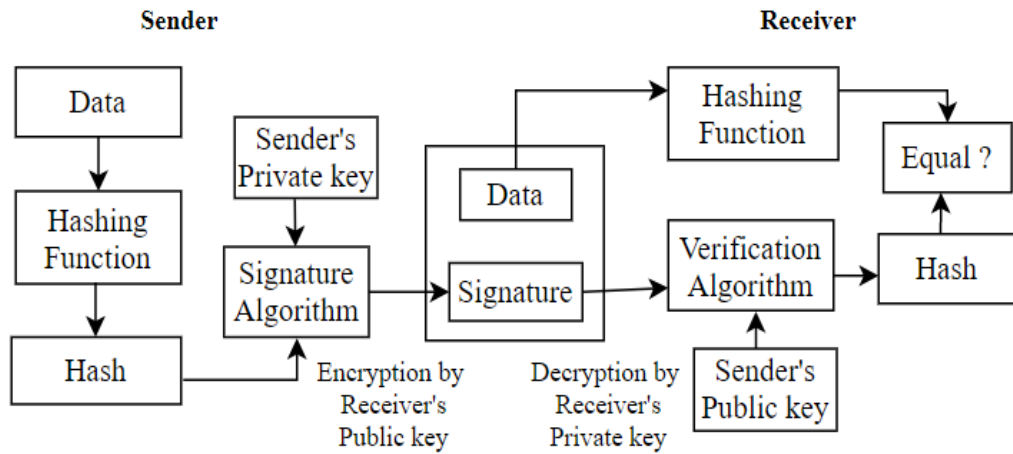 Sender
Receiver
Data
Hashing
Function
Hash
Sender's
Private key
Signature
Algorithm
Data
Signature
Encryption by
Receiver's
Public key
Decryption by
Receiver's
Private key
Hashing
Function
Equal ?
Verification
Algorithm
Hash
Sender's
Public key